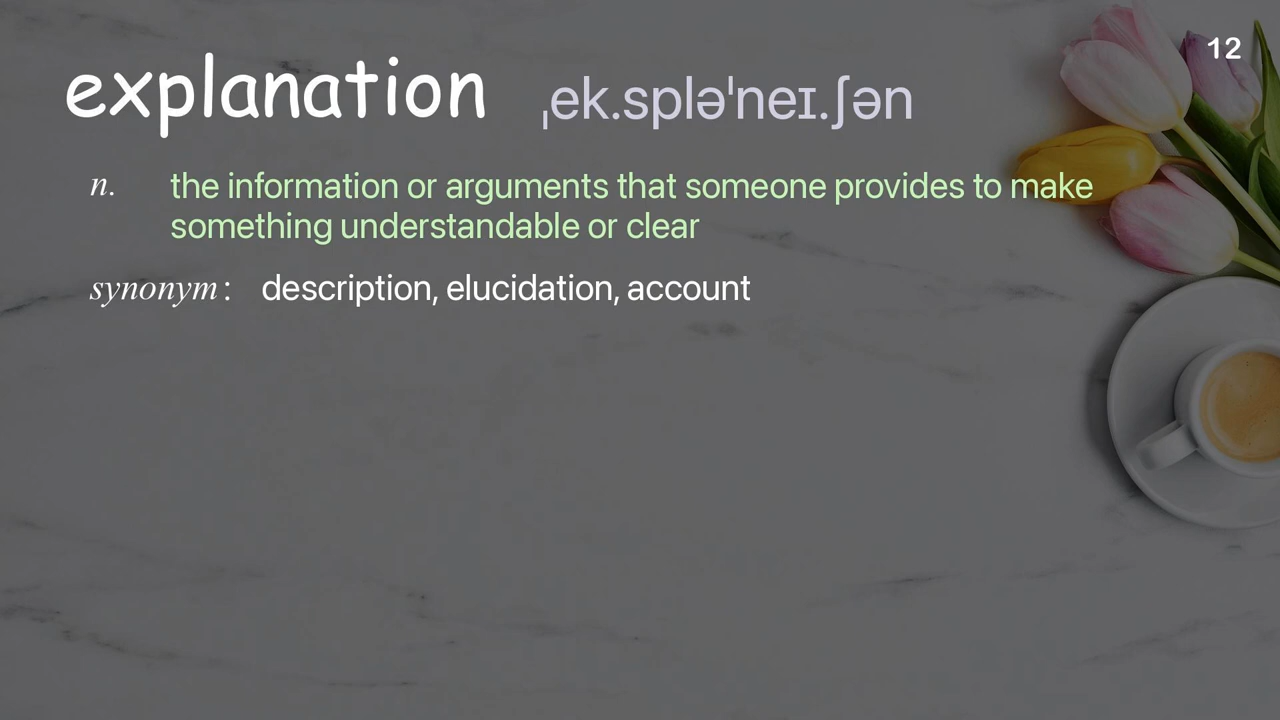 12
explanation ˌek.spləˈneɪ.ʃən
n. the information or arguments that someone provides to make
something understandable or clear
synonym: description, elucidation, account